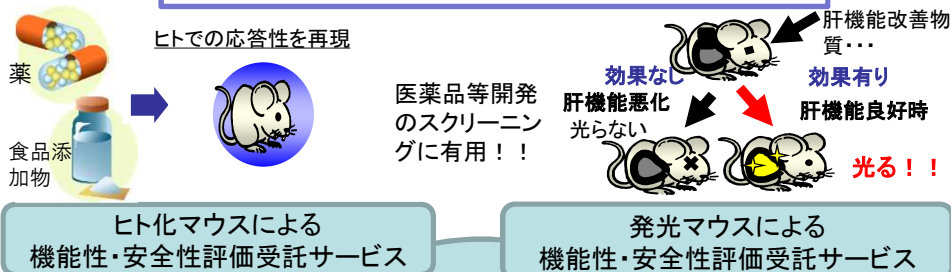 ヒトでの応答性を再現
薬
食品添
加物
医薬品等開発
のスクリーニン
グに有用！！
肝機能改善物
質・・・
効果なし
肝機能悪化
光らない
効果有り
肝機能良好時
光る！！
ヒト化マウスによる
機能性・安全性評価受託サービス
発光マウスによる
機能性・安全性評価受託サービス